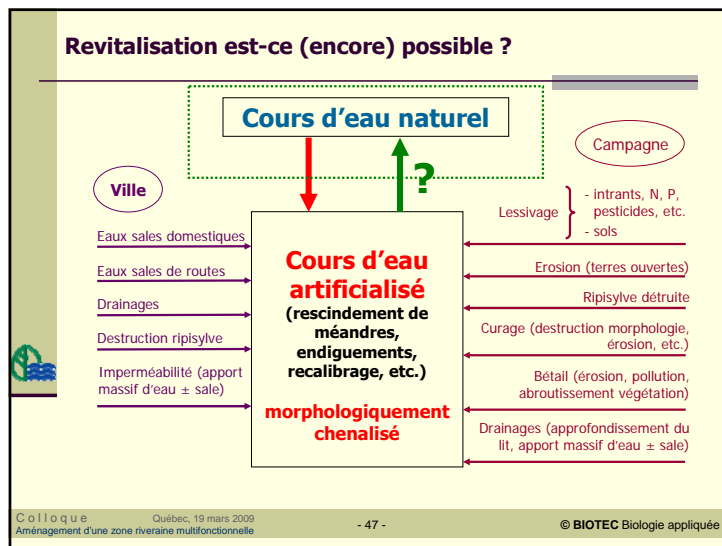 Revitalisation est-ce (encore) possible ?
Cours d’eau naturel
?
Ville
Eaux sales domestiques
Eaux sales de routes
Drainages
Destruction ripisylve
Imperméabilité (apport
massif d’eau ± sale)
Cours d’eau
artificialisé
(rescindement de
méandres,
endiguements,
recalibrage, etc.)
morphologiquement
chenalisé
Campagne
Lessivage
- intrants, N, P,
pesticides, etc.
- sols
Erosion (terres ouvertes)
Ripisylve détruite
Curage (destruction morphologie,
érosion, etc.)
Bétail (érosion, pollution,
abroutissement végétation)
Drainages (approfondissement du
lit, apport massif d’eau ± sale)
Colloque Québec, 19 mars 2009
Aménagement d’une zone riveraine multifonctionnelle
- 47 -
© BIOTEC Biologie appliquée